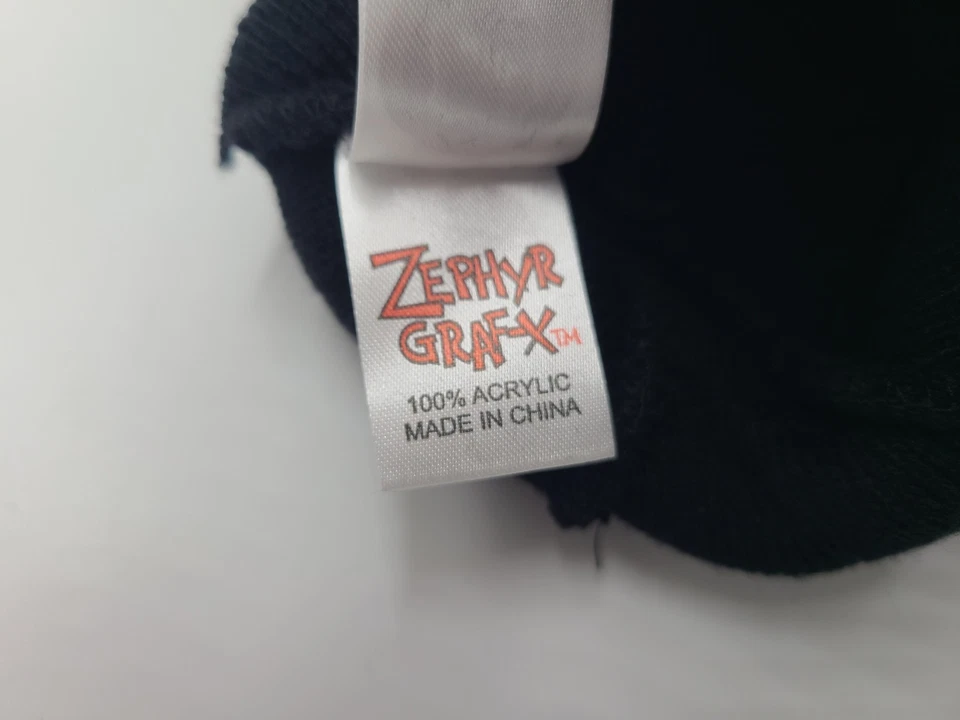 ZEPHYR
GRAF-X™
100% ACRYLIC
MADE IN CHINA